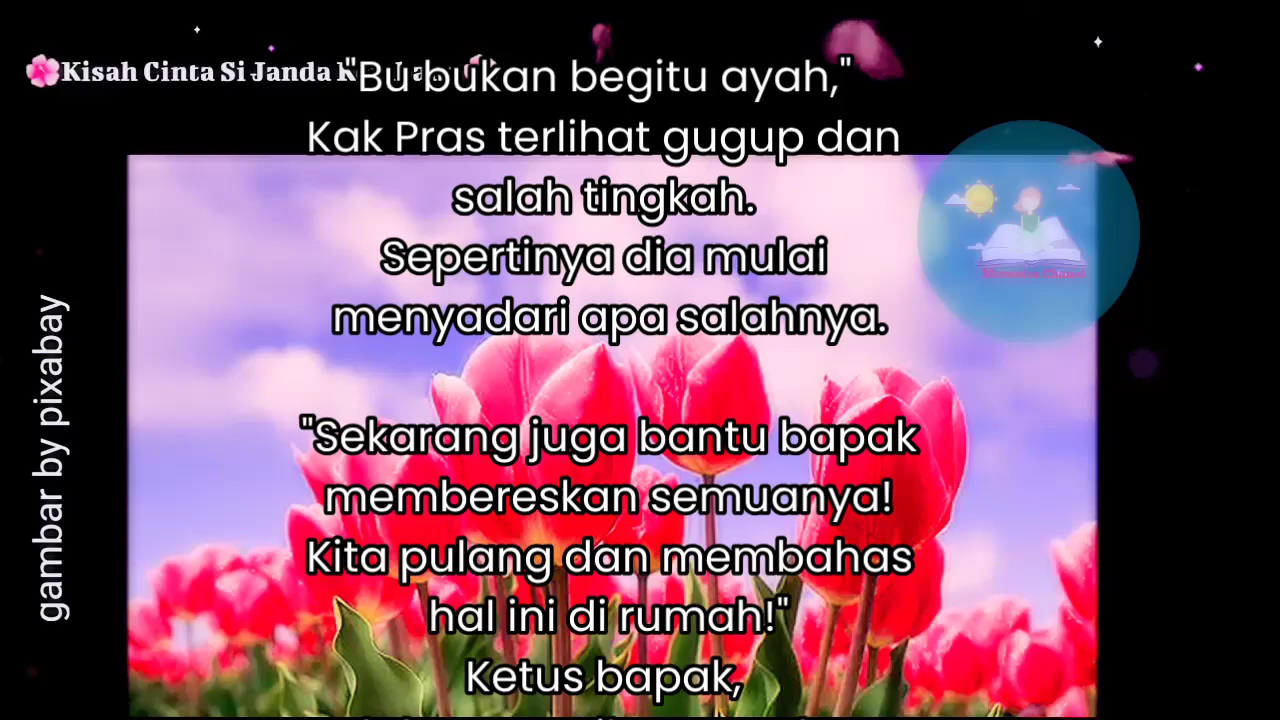 🌺Kisah Cinta Si Janda
"Bu bukan begitu ayah,"
Kak Pras terlihat gugup dan
salah tingkah.
Sepertinya dia mulai
menyadari apa salahnya.
"Sekarang juga bantu bapak
membereskan semuanya!
Kita pulang dan membahas
hal ini di rumah!"
Ketus bapak,
gambar by pixabay